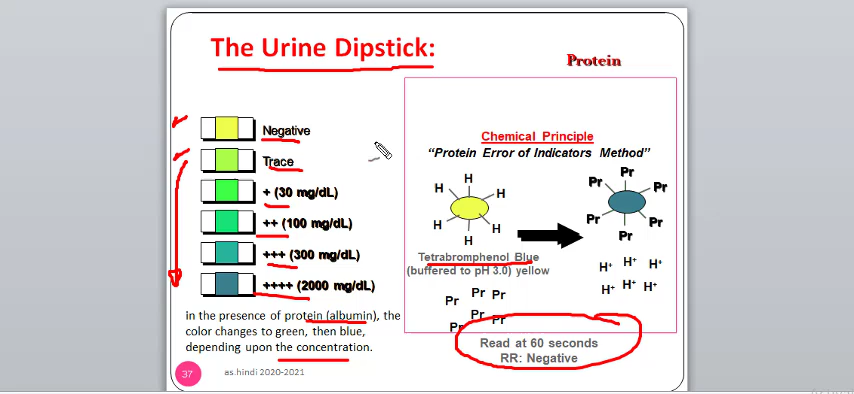 The Urine Dipstick:
Protein
Negative
Trace
+ (30 mg/dL)
++ (100 mg/dL)
+++ (300 mg/dL)
++++ (2000 mg/dL)
in the presence of protein (albumin), the
color changes to green, then blue,
depending upon the concentration.
Chemical Principle
"Protein Error of Indicators Method"
H
H
H
H
H
H
Tetrabromphenol Blue
(buffered to pH 3.0) yellow
Pr
Pr
Pr
Pr
Pr
Pr
Pr
Pr
Pr
Pr
Pr
Pr
H+ H+ H+
H+ H+ H+
Read at 60 seconds
RR: Negative
37
as.hindi 2020-2021